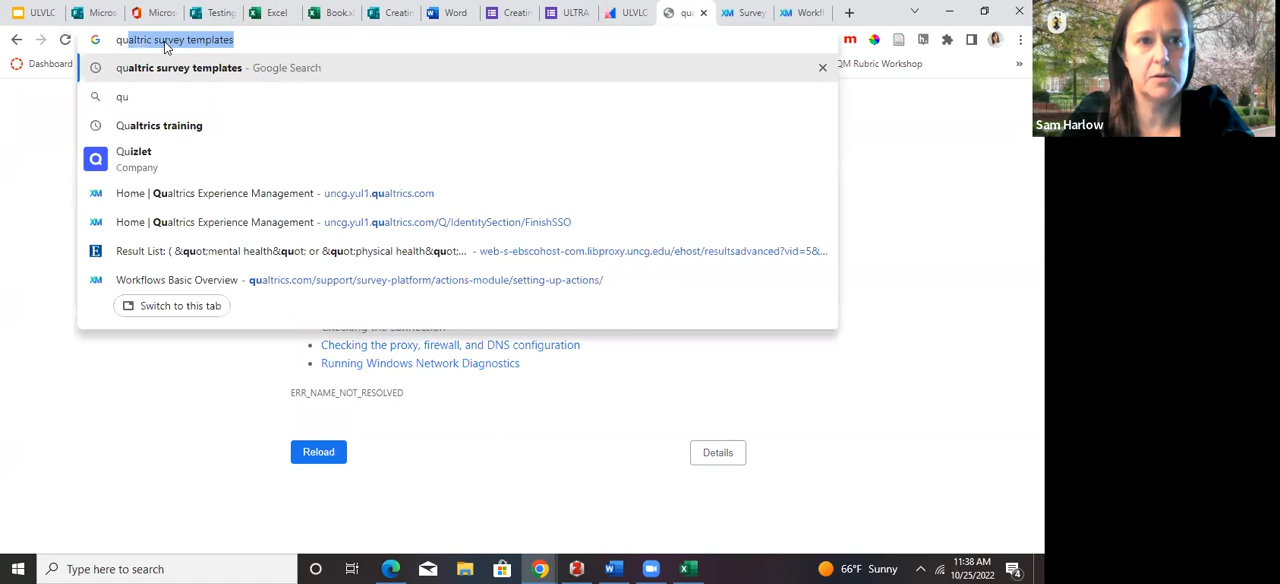 ULVLC
Micros
Micros
Testing
Excel
Book.xl
Creatin
Word
Creatin
ULTRA
ULVLC
qu
Survey
Workfl
qualtric survey templates
Dashboard
QM Rubric Workshop
»
qualtric survey templates - Google Search
qu
Qualtrics training
Quizlet
Company
Home | Qualtrics Experience Management - uncg.yul1.qualtrics.com
Home | Qualtrics Experience Management - uncg.yul1.qualtrics.com/Q/IdentitySection/FinishSSO
Result List: ( &quot;mental health&quot; or &quot;physical health&quot;... - web-s-ebscohost-com.libproxy.uncg.edu/ehost/resultsadvanced?vid=5&...
Workflows Basic Overview - qualtrics.com/support/survey-platform/actions-module/setting-up-actions/
Switch to this tab
Checking the connection
• Checking the proxy, firewall, and DNS configuration
• Running Windows Network Diagnostics
ERR_NAME_NOT_RESOLVED
Reload
Details
Sam Harlow
Type here to search
66°F Sunny
11:38 AM
10/25/2022
4